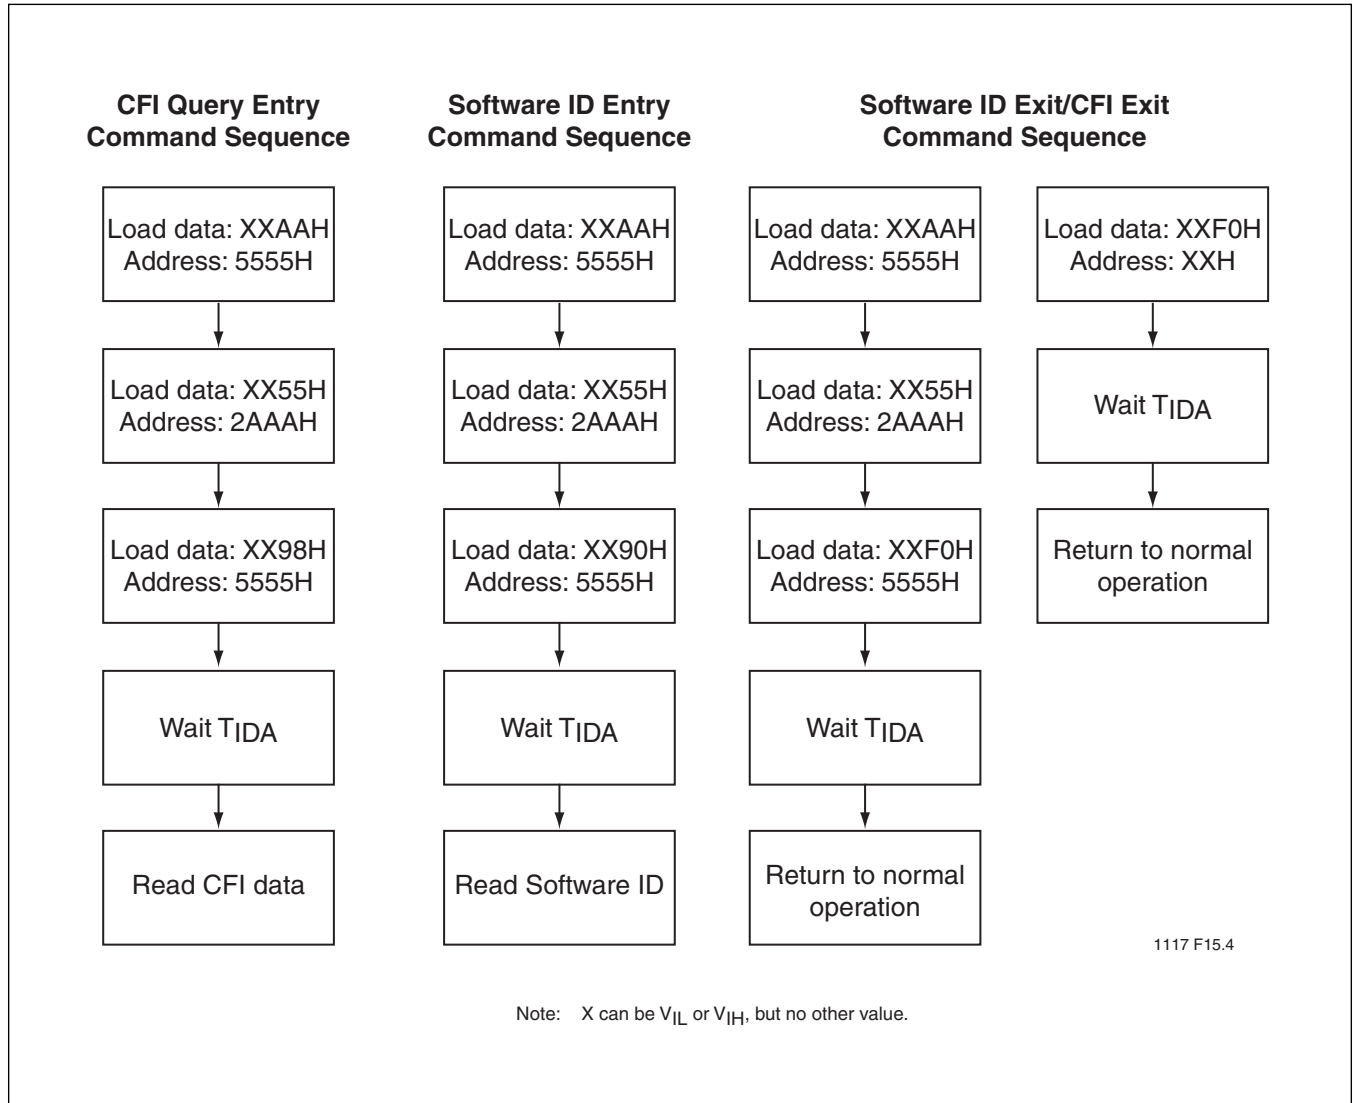 CFI Query Entry
Command Sequence
Load data: XXAAH
Address: 5555H
Load data: XX55H
Address: 2AAAH
Load data: XX98H
Address: 5555H
Wait TIDA
Read CFI data
Software ID Entry
Command Sequence
Load data: XXAAH
Address: 5555H
Load data: XX55H
Address: 2AAAH
Load data: XX90H
Address: 5555H
Wait TIDA
Read Software ID
Software ID Exit/CFI Exit
Command Sequence
Load data: XXAAH
Address: 5555H
Load data: XX55H
Address: 2AAAH
Load data: XXF0H
Address: 5555H
Wait TIDA
Return to normal
operation
Load data: XXF0H
Address: XXH
Wait TIDA
Return to normal
operation
1117 F15.4
Note: X can be VIL or VIH, but no other value.